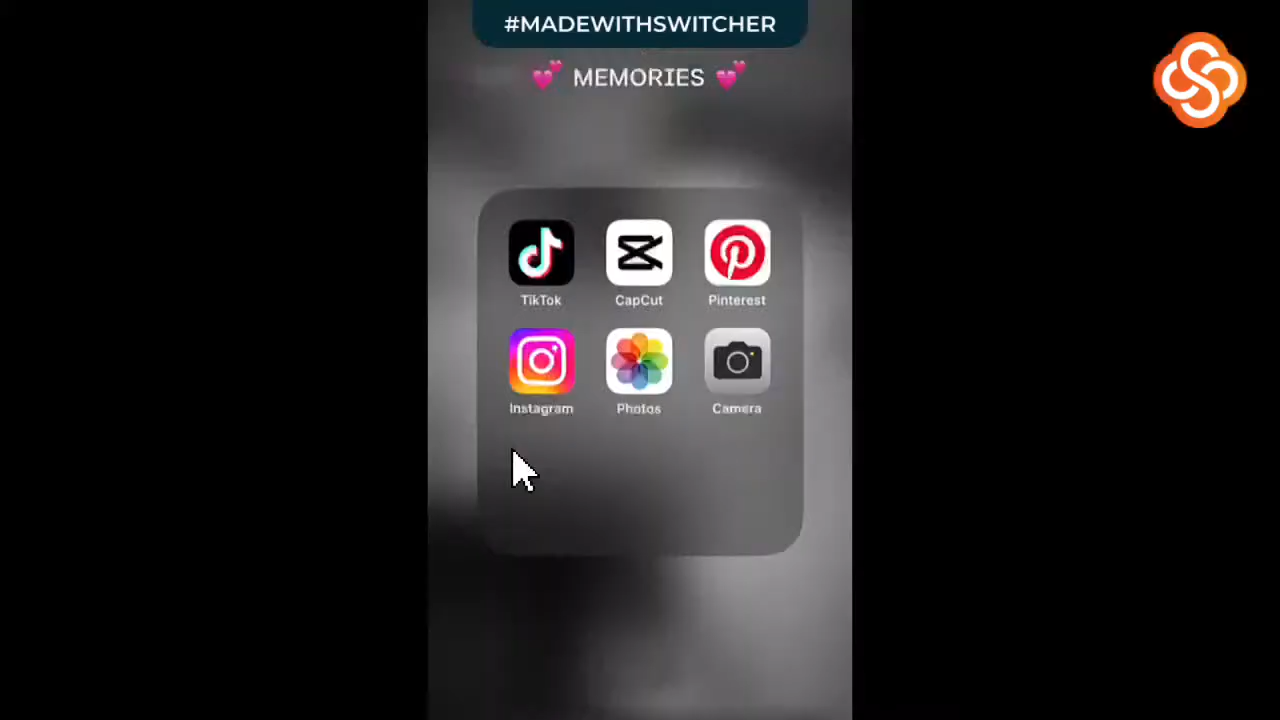 #MADEWITHSWITCHER
💕 MEMORIES 💕
TikTok CapCut Pinterest
Instagram Photos Camera